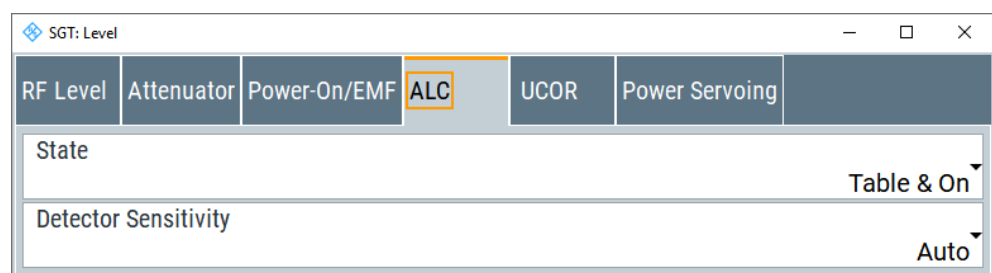 SGT: Level
RF Level Attenuator Power-On/EMF ALC UCOR Power Servoing
State
Table & On
Detector Sensitivity
Auto